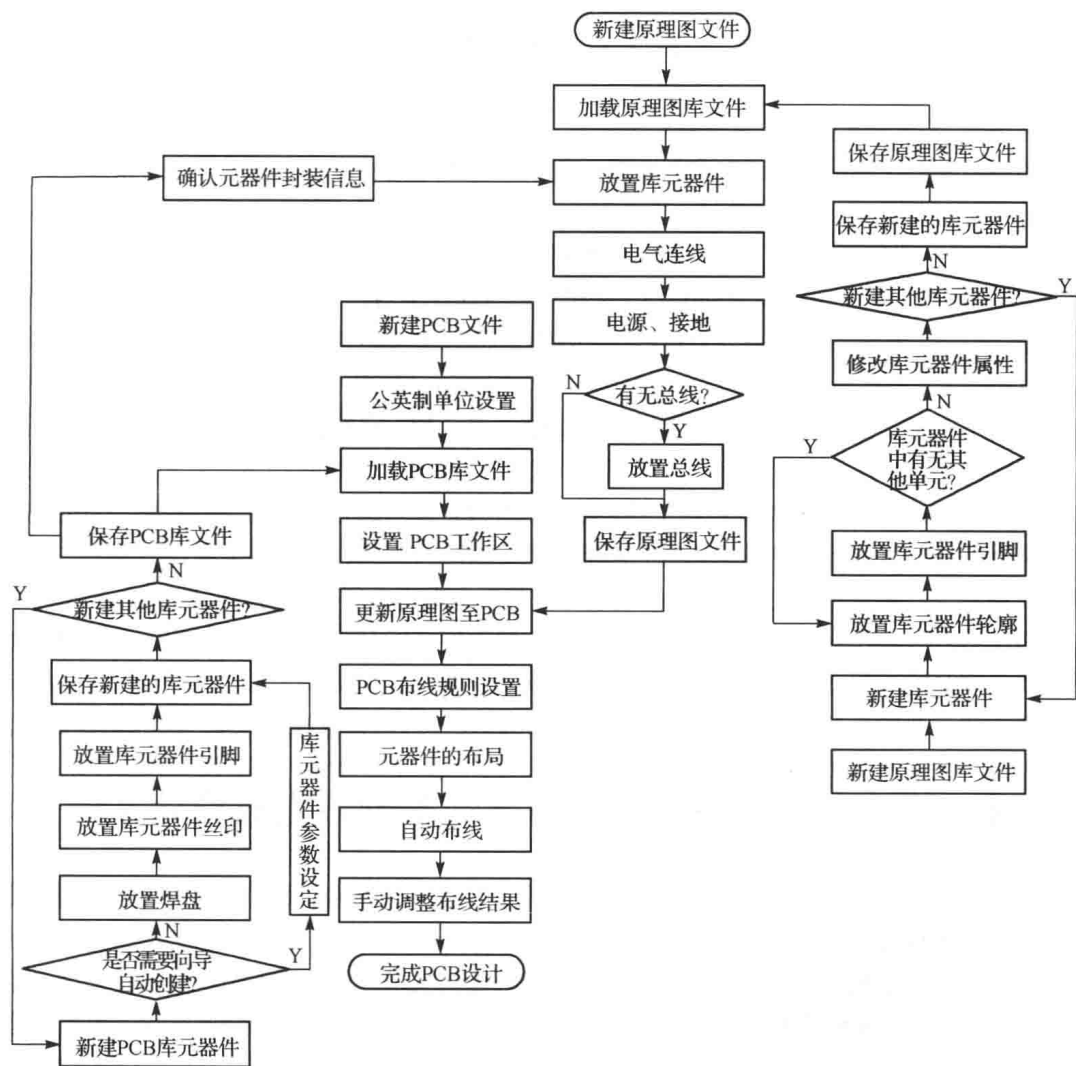 新建原理图文件
加载原理图库文件
放置库元器件
电气连线
电源、接地
有无总线?
N
Y
放置总线
保存原理图文件
确认元器件封装信息
新建PCB文件
公英制单位设置
加载PCB库文件
设置 PCB工作区
更新原理图至PCB
PCB布线规则设置
元器件的布局
自动布线
手动调整布线结果
完成PCB设计
保存PCB库文件
N
Y
新建其他库元器件?
保存新建的库元器件
放置库元器件引脚
放置库元器件丝印
放置焊盘
N
Y
是否需要向导
自动创建?
新建PCB库元器件
库元器件参数设定
保存原理图库文件
保存新建的库元器件
N
Y
新建其他库元器件?
修改库元器件属性
N
Y
库元器件
中有无其
他单元?
放置库元器件引脚
放置库元器件轮廓
新建库元器件
新建原理图库文件